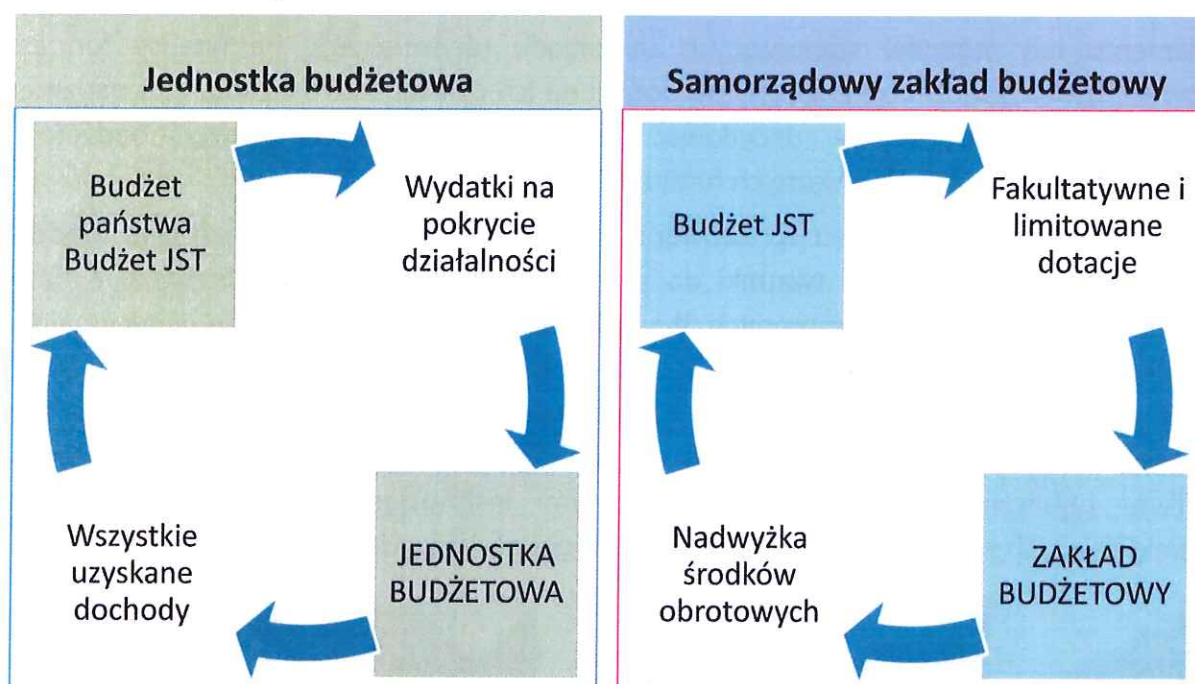 Jednostka budżetowa
Budżet
państwa
Budżet JST
Wydatki na
pokrycie
działalności
Wszystkie
uzyskane
dochody
JEDNOSTKA
BUDŻETOWA
Samorządowy zakład budżetowy
Budżet JST
Fakultatywne i
limitowane
dotacje
Nadwyżka
środków
obrotowych
ZAKŁAD
BUDŻETOWY